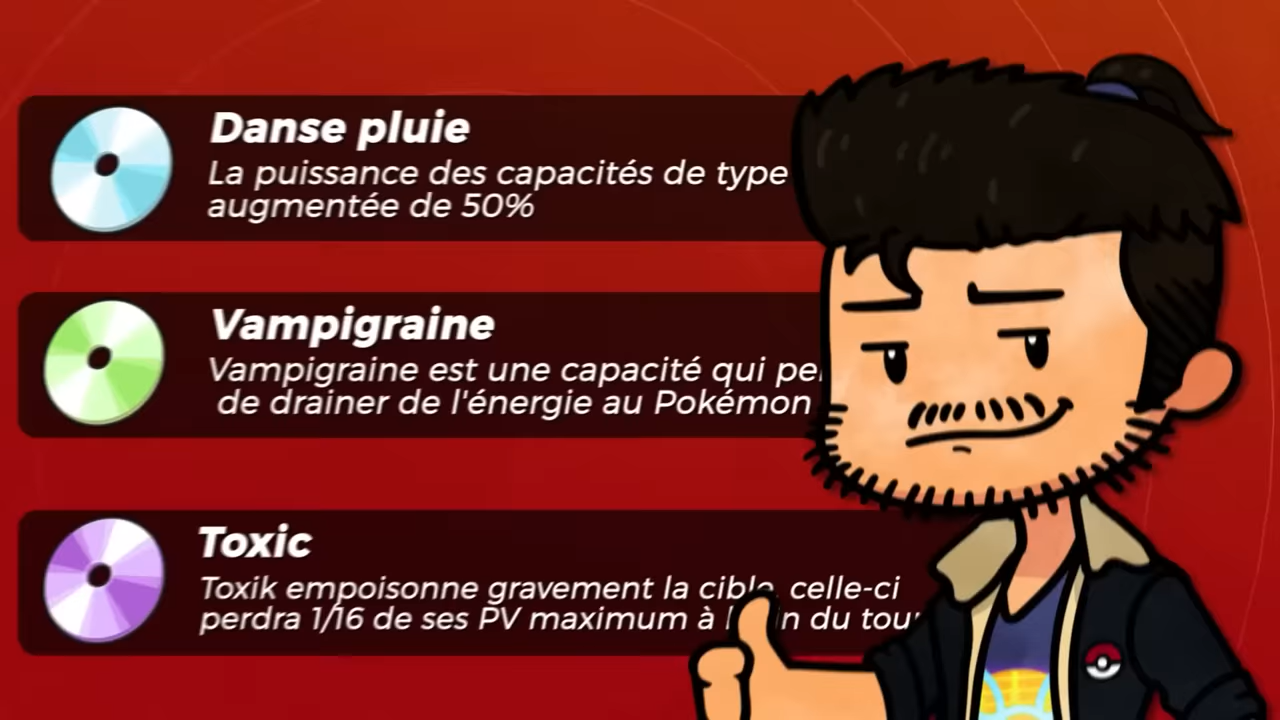 Danse pluie
La puissance des capacités de type
augmentée de 50%
Vampigraine
Vampigraine est une capacité qui
de drainer de l'énergie au Pokémon
Toxic
Toxik empoisonne gravement la cible, celle-ci
perdra 1/16 de ses PV maximum à du